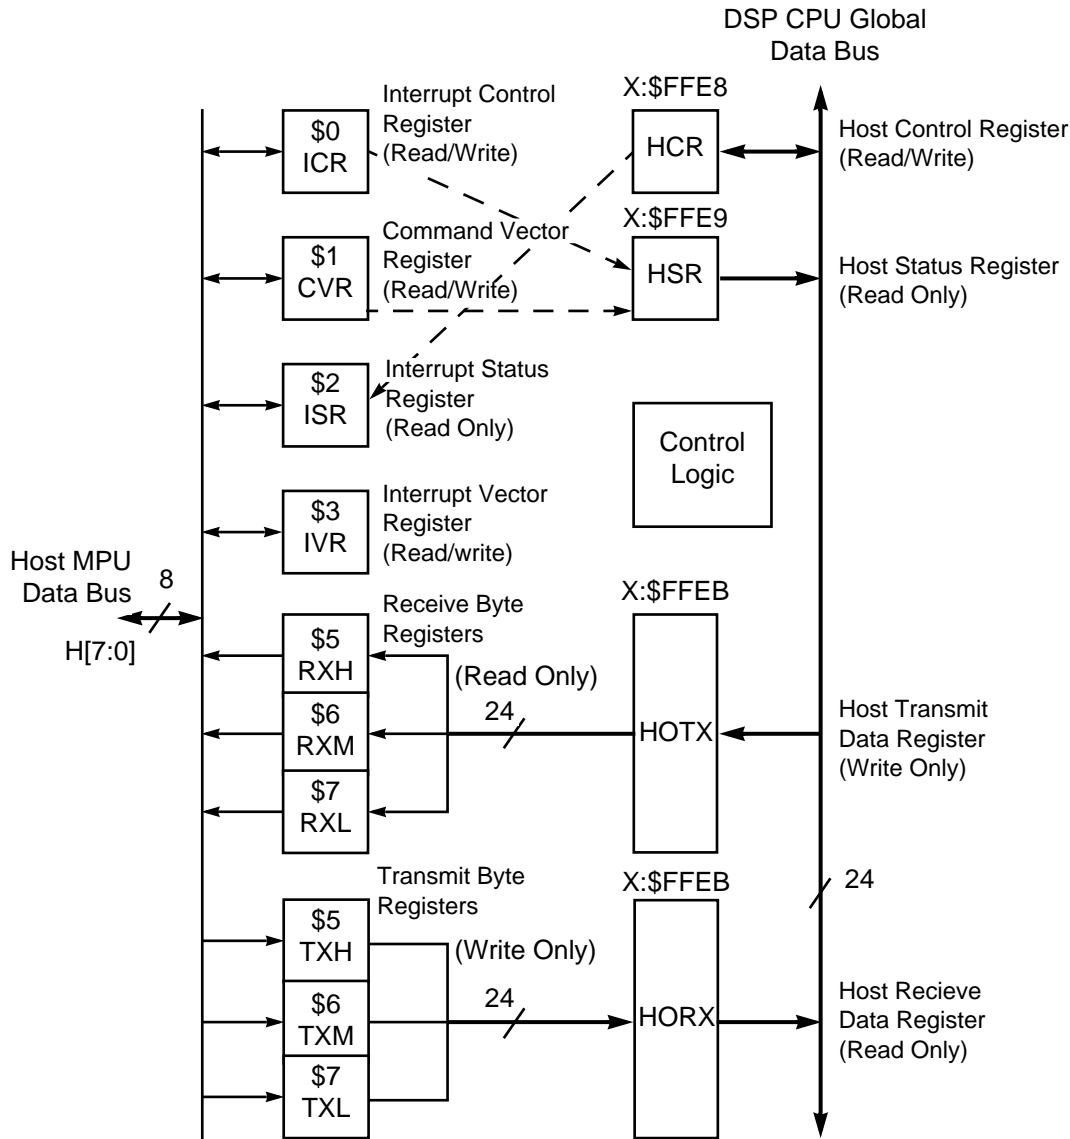 DSP CPU Global
Data Bus
Interrupt Control
Register
(Read/Write)
$0
ICR
X:$FFE8
HCR
Host Control Register
(Read/Write)
Command Vector
Register
(Read/Write)
$1
CVR
X:$FFE9
HSR
Host Status Register
(Read Only)
Interrupt Status
Register
(Read Only)
$2
ISR
Control
Logic
Interrupt Vector
Register
(Read/write)
$3
IVR
Host MPU
Data Bus
8
H[7:0]
Receive Byte
Registers
(Read Only)
$5
RXH
$6
RXM
$7
RXL
24
X:$FFEB
HOTX
Host Transmit
Data Register
(Write Only)
24
Transmit Byte
Registers
(Write Only)
$5
TXH
$6
TXM
$7
TXL
24
X:$FFEB
HORX
Host Recieve
Data Register
(Read Only)